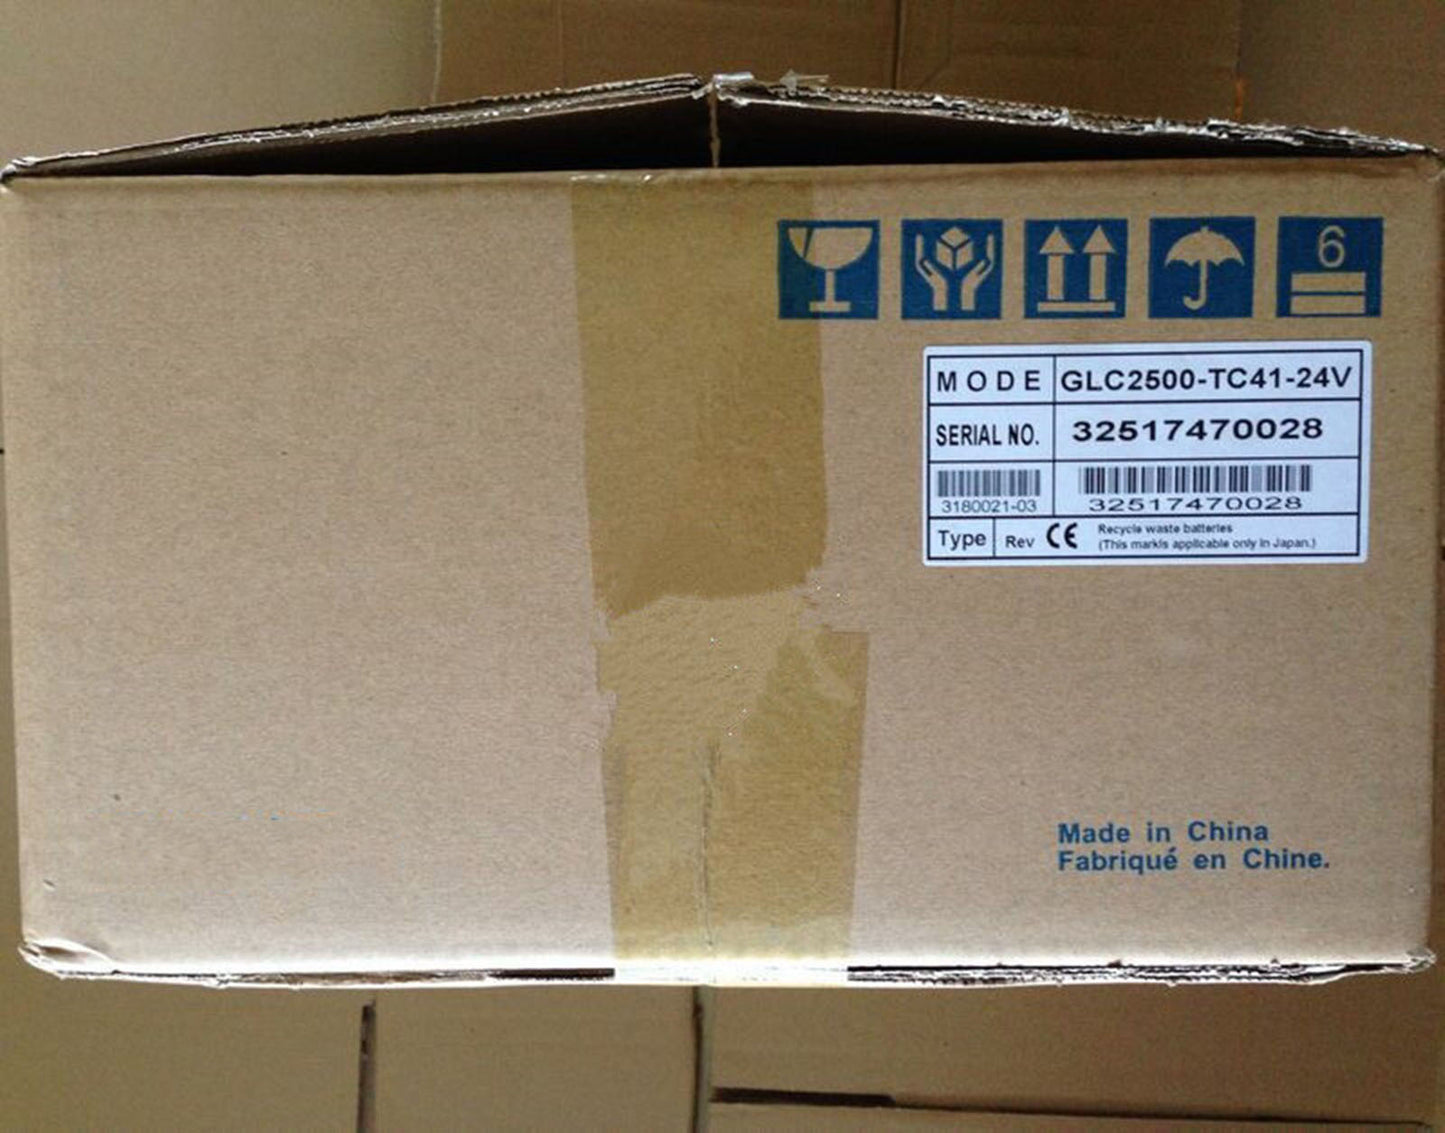 6
MODE GLC2500-TC41-24V
SERIAL NO. 32517470028
3180021-03 32517470028
Type Rev CE Recycle waste batteries
(This markis applicable only in Japan.)
Made in China
Fabriqué en Chine.